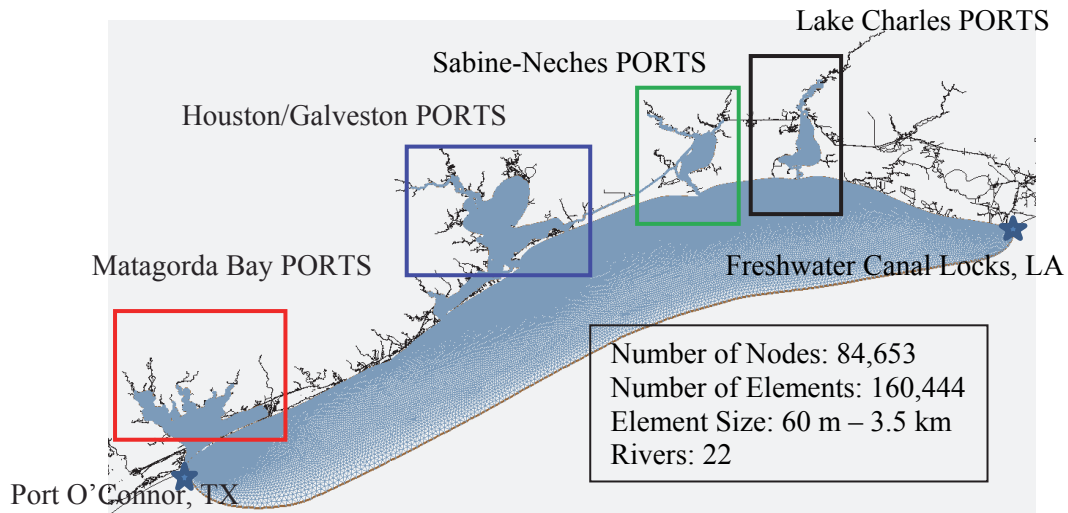 Lake Charles PORTS
Sabine-Neches PORTS
Houston/Galveston PORTS
Matagorda Bay PORTS
Freshwater Canal Locks, LA
Number of Nodes: 84,653
Number of Elements: 160,444
Element Size: 60 m – 3.5 km
Rivers: 22
Port O’Connor, TX